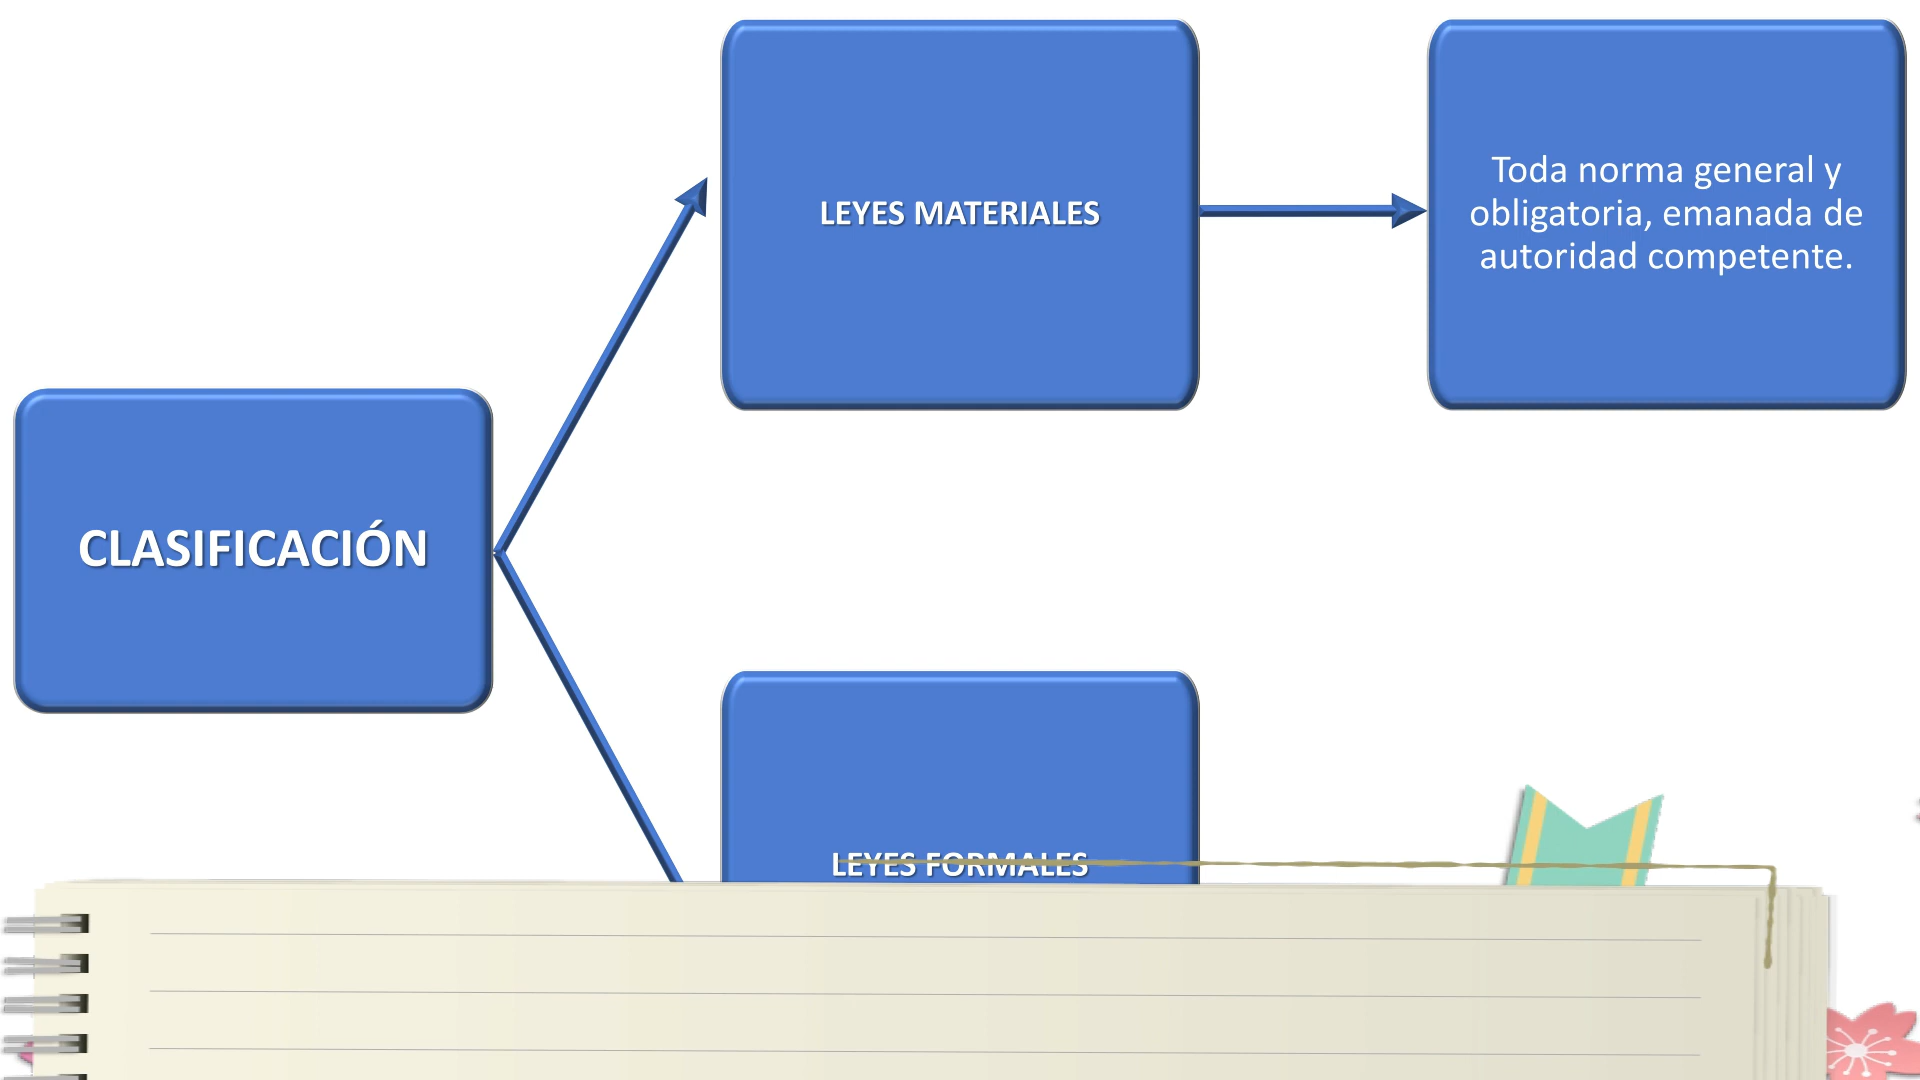 LEYES MATERIALES
Toda norma general y
obligatoria, emanada de
autoridad competente.
CLASIFICACIÓN
LEYES FORMALES